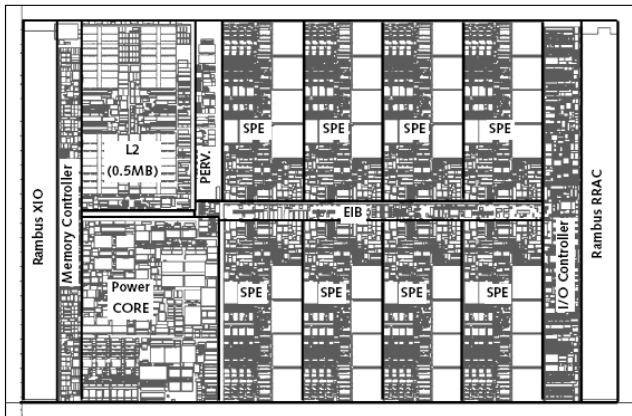 Rambus XIO
Memory Controller
L2
(0.5MB)
PERV.
SPE
SPE
SPE
SPE
EIB
Power
CORE
SPE
SPE
SPE
SPE
I/O Controller
Rambus RRAC